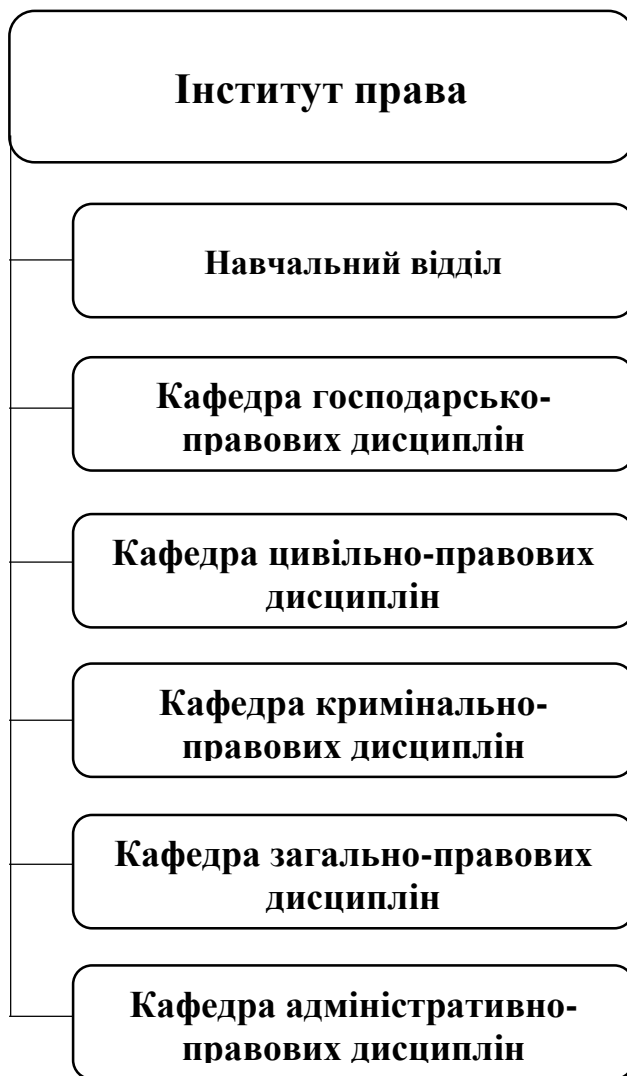 Інститут права
Навчальний відділ
Кафедра господарсько-
правових дисциплін
Кафедра цивільно-правових
дисциплін
Кафедра кримінально-
правових дисциплін
Кафедра загально-правових
дисциплін
Кафедра адміністративно-
правових дисциплін